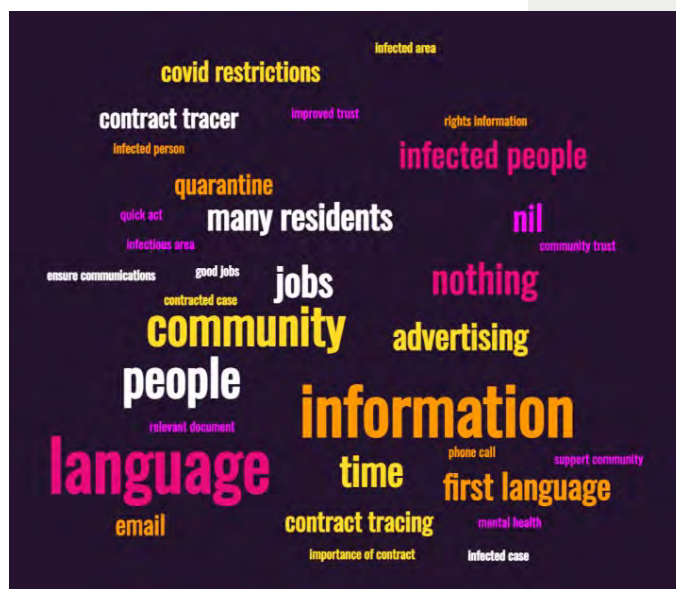 infected area
covid restrictions
contract tracer
improved trust
rights information
infected person
infected people
quarantine
quick act
many residents
nil
infectious area
community trust
ensure communications
good jobs
jobs
nothing
contracted case
community
advertising
people
information
relevant document
language
phone call
time
support community
first language
email
contract tracing
mental health
importance of contract
infected case